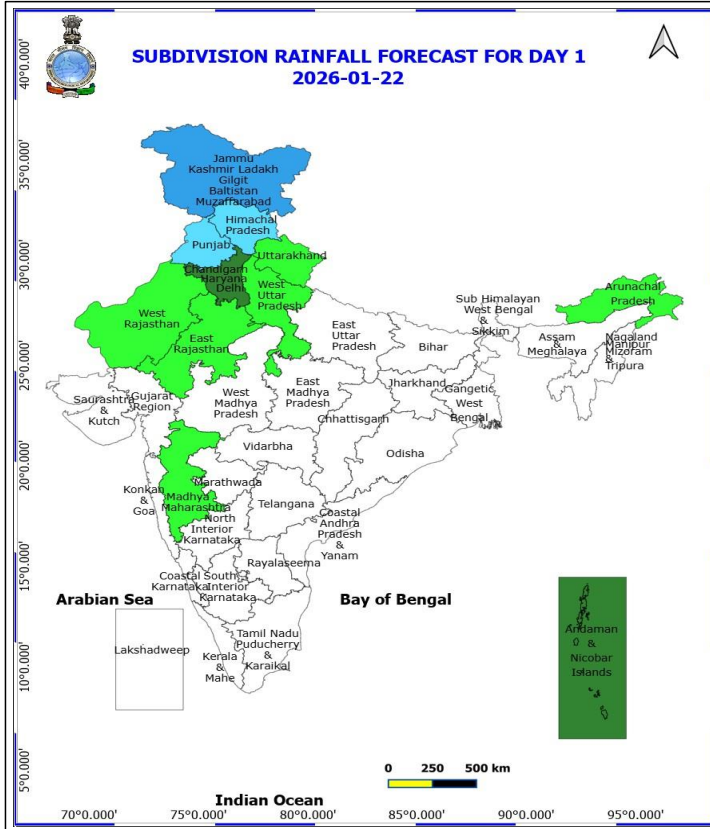 SUBDIVISION RAINFALL FORECAST FOR DAY 1
2026-01-22
40°0.000'
35°0.000'
30°0.000'
25°0.000'
20°0.000'
15°0.000'
10°0.000'
5°0.000'
Jammu
Kashmir Ladakh
Gilgit
Baltistan
Muzaffarabad
Himachal
Pradesh
Punjab
Uttarakhand
Chandigarh
Haryana
Delhi
West
Uttar
Pradesh
West
Rajasthan
East
Rajasthan
East
Uttar
Pradesh
Bihar
Sub Himalayan
West Bengal
&
Sikkim
Arunachal
Pradesh
Assam
&
Meghalaya
Nagaland
Manipur
Mizoram
&
Tripura
Saurashtra
&
Kutch
Gujarat
Region
West
Madhya
Pradesh
East
Madhya
Pradesh
Jharkhand
Gangetic
West
Bengal
Chhattisgarh
Odisha
Vidarbha
Konkan
&
Goa
Madhya
Maharashtra
Marathwada
Telangana
North
Interior
Karnataka
Coastal
Andhra
Pradesh
&
Yanam
Rayalaseema
Coastal
Karnataka
South
Interior
Karnataka
Arabian Sea
Bay of Bengal
Lakshadweep
Kerala
&
Mahe
Tamil Nadu
Puducherry
&
Karaikal
Andaman
&
Nicobar
Islands
0 250 500 km
Indian Ocean
70°0.000' 75°0.000' 80°0.000' 85°0.000' 90°0.000' 95°0.000'